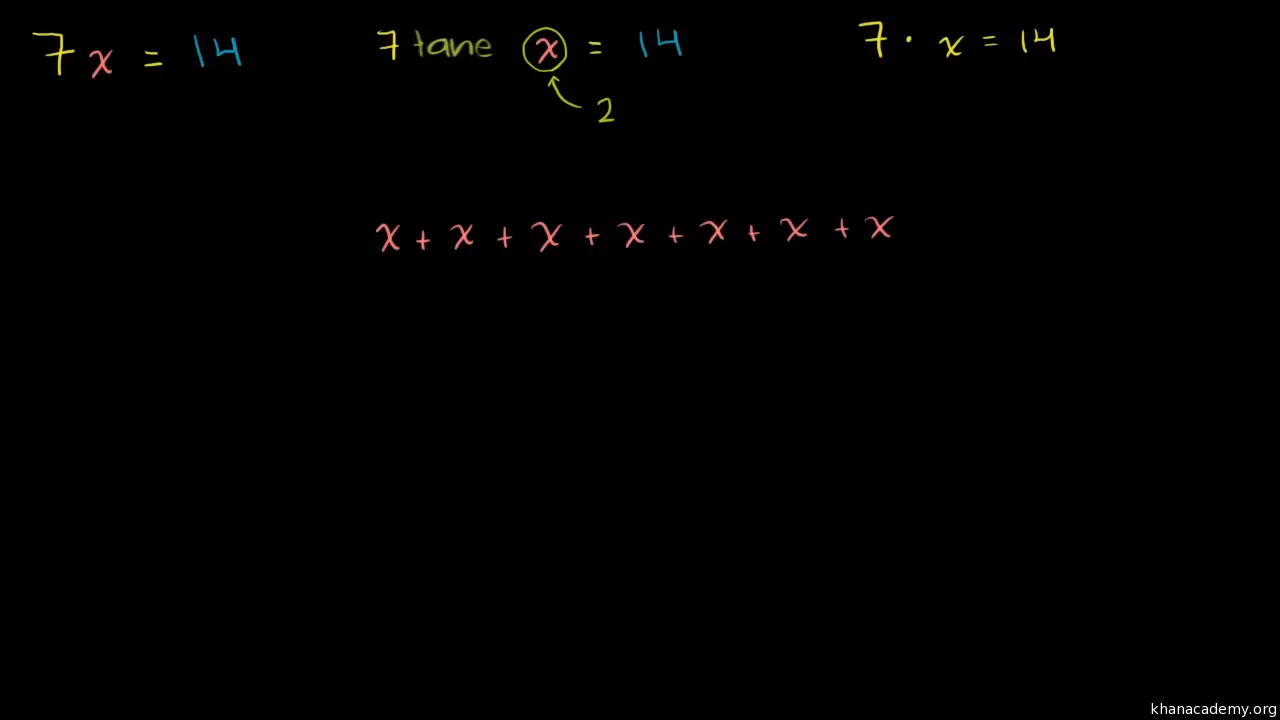 7x = 14
7 tane x = 14
7 · x = 14
2
x + x + x + x + x + x + x
khanacademy.org